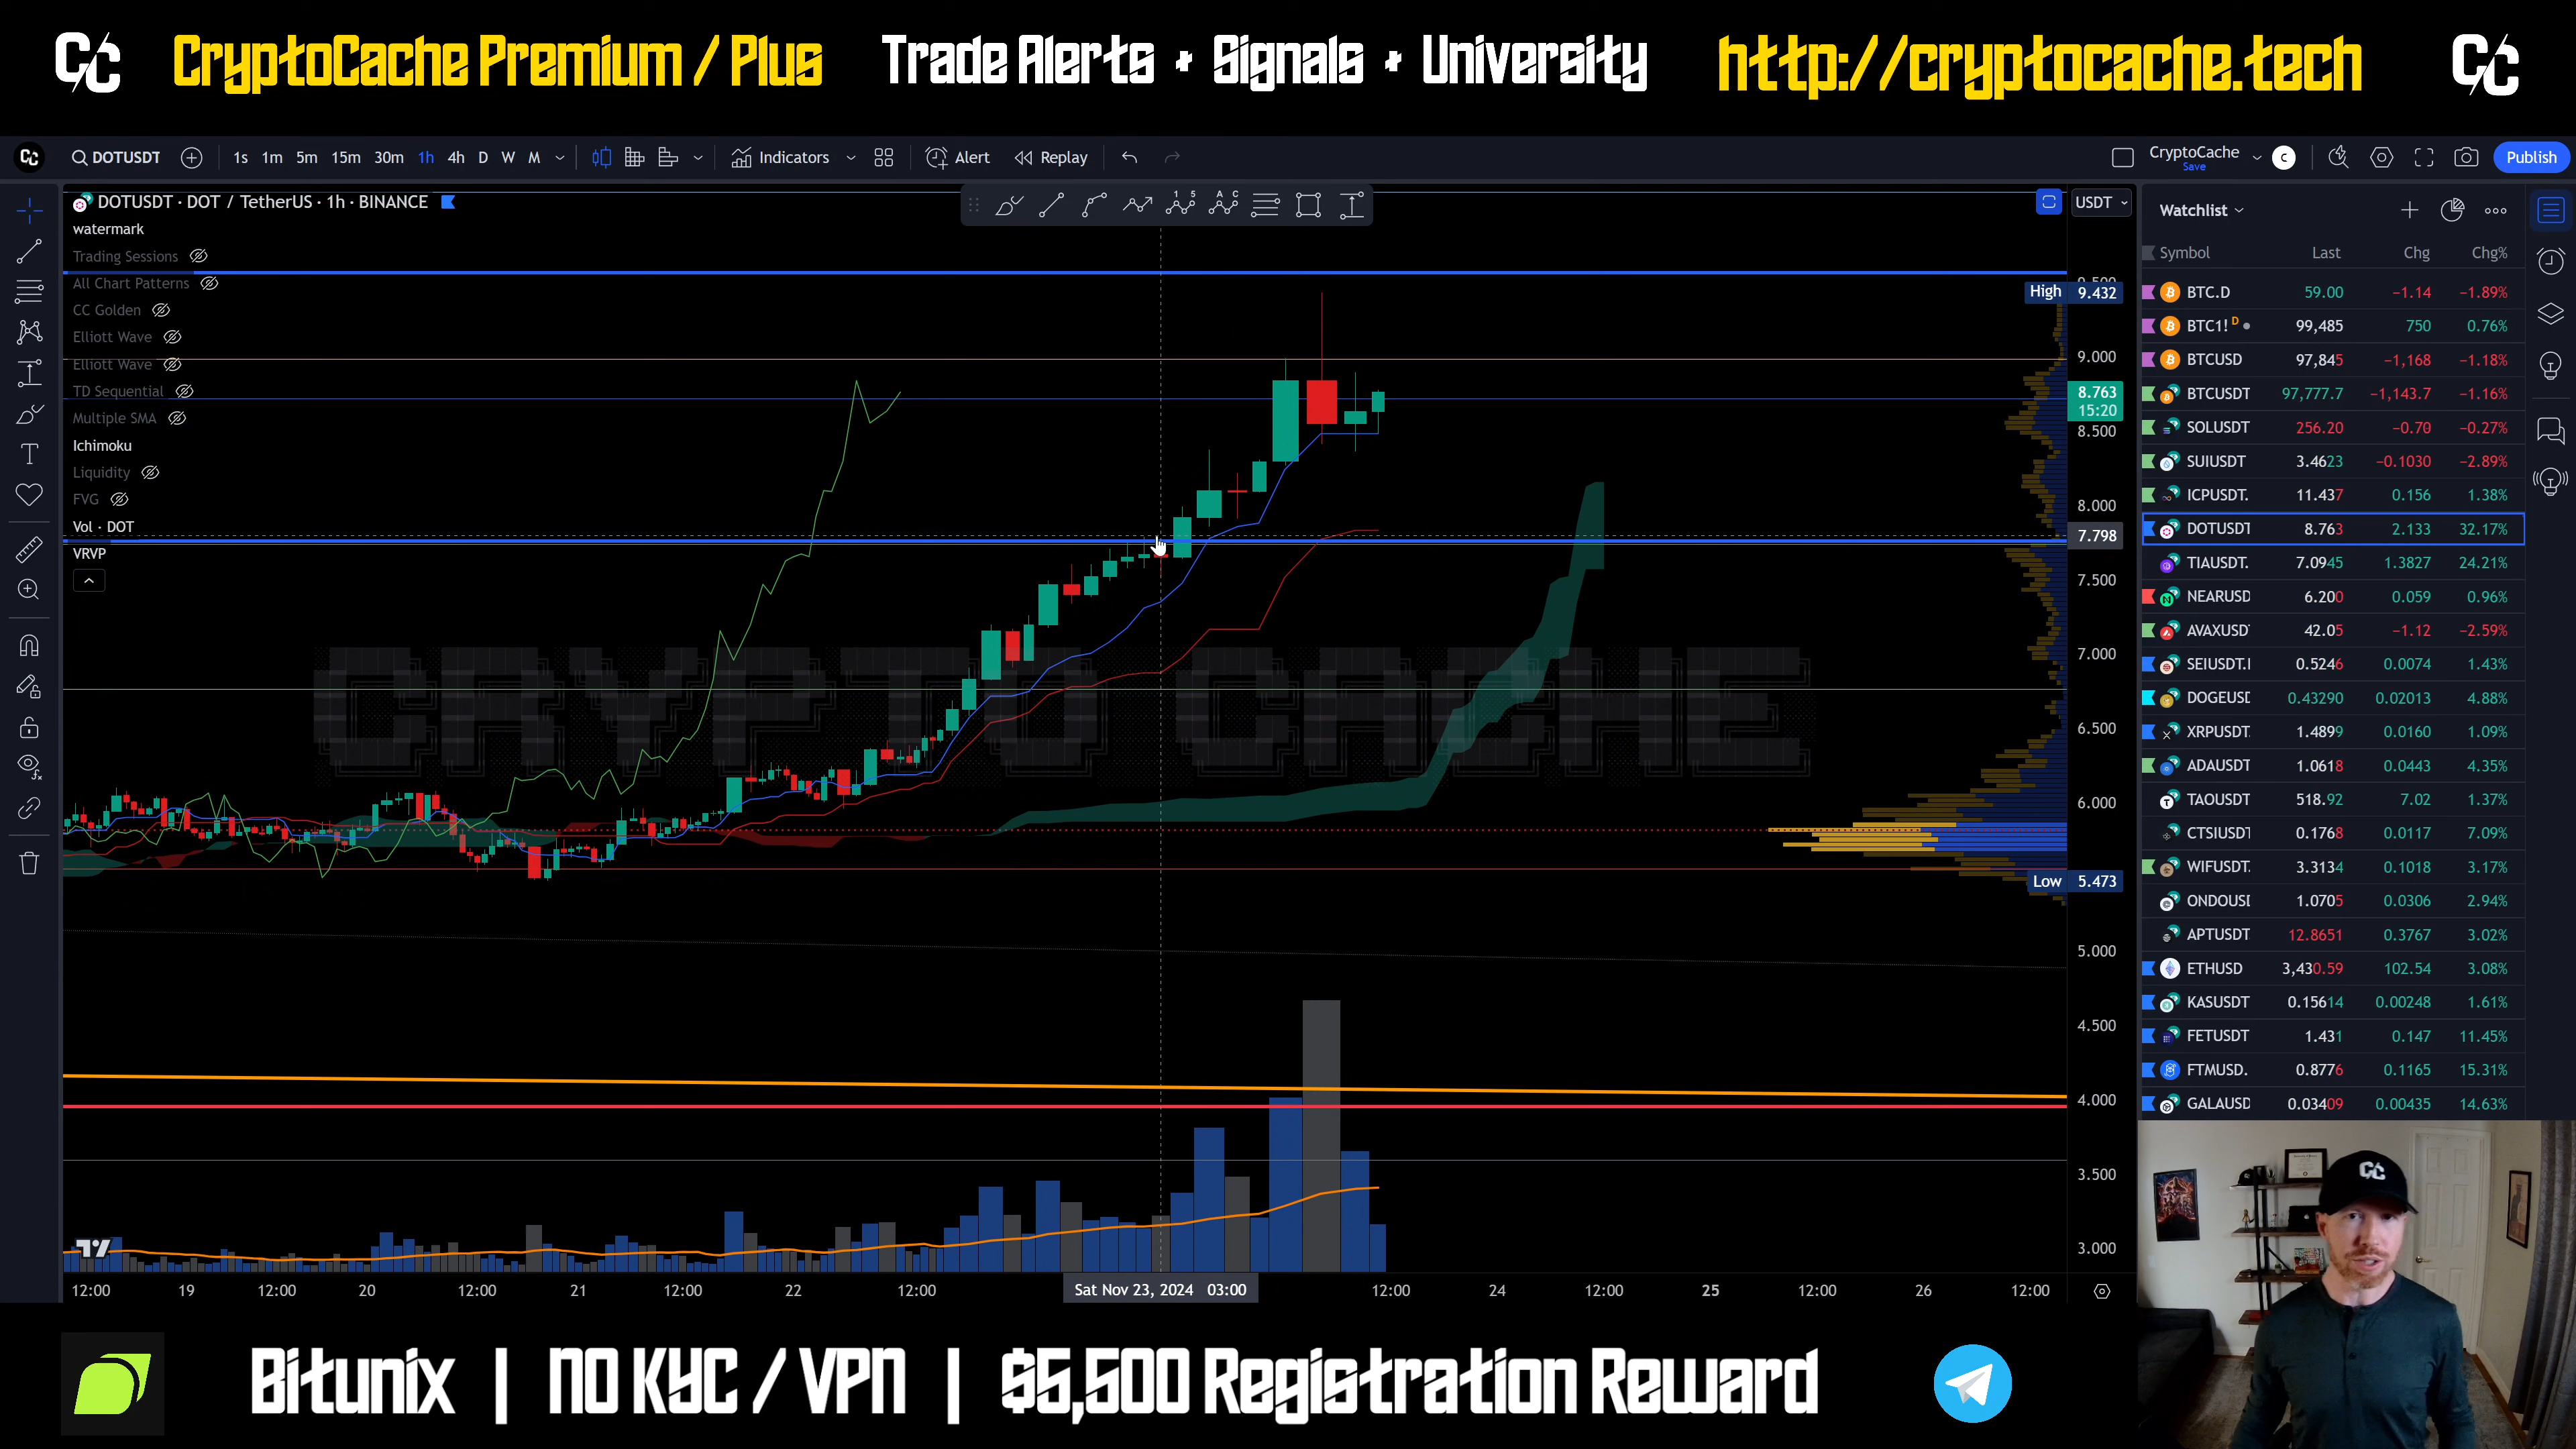 CC CryptoCache Premium / Plus Trade Alerts + Signals + University http://cryptocache.tech CC
CC DOTUSDT 1s 1m 5m 15m 30m 1h 4h D W M Indicators Alert Replay CryptoCache Save C Publish
DOTUSDT · DOT / TetherUS · 1h · BINANCE
watermark
Trading Sessions
All Chart Patterns
CC Golden
Elliott Wave
Elliott Wave
TD Sequential
Multiple SMA
Ichimoku
Liquidity
FVG
Vol · DOT
VRVP
CRYPTO CACHE
USDT
High 9.432
9.000
8.763
15:20
8.500
8.000
7.798
7.500
7.000
6.500
6.000
Low 5.473
5.000
4.500
4.000
3.500
3.000
12:00 19 12:00 20 12:00 21 12:00 22 12:00 Sat Nov 23, 2024 03:00 12:00 24 12:00 25 12:00 26 12:00
Watchlist
Symbol Last Chg Chg%
BTC.D 59.00 −1.14 −1.89%
BTC1! D 99,485 750 0.76%
BTCUSD 97,845 −1,168 −1.18%
BTCUSDT 97,777.7 −1,143.7 −1.16%
SOLUSDT 256.20 −0.70 −0.27%
SUIUSDT 3.4623 −0.1030 −2.89%
ICPUSDT. 11.437 0.156 1.38%
DOTUSDT 8.763 2.133 32.17%
TIAUSDT. 7.0945 1.3827 24.21%
NEARUSD 6.200 0.059 0.96%
AVAXUSD 42.05 −1.12 −2.59%
SEIUSDT.I 0.5246 0.0074 1.43%
DOGEUSD 0.43290 0.02013 4.88%
XRPUSDT. 1.4899 0.0160 1.09%
ADAUSDT 1.0618 0.0443 4.35%
TAOUSDT 518.92 7.02 1.37%
CTSIUSDT 0.1768 0.0117 7.09%
WIFUSDT. 3.3134 0.1018 3.17%
ONDOUSD 1.0705 0.0306 2.94%
APTUSDT 12.8651 0.3767 3.02%
ETHUSD 3,430.59 102.54 3.08%
KASUSDT 0.15614 0.00248 1.61%
FETUSDT 1.431 0.147 11.45%
FTMUSD. 0.8776 0.1165 15.31%
GALAUSD 0.03409 0.00435 14.63%
CC
Bitunix | NO KYC / VPN | $5,500 Registration Reward